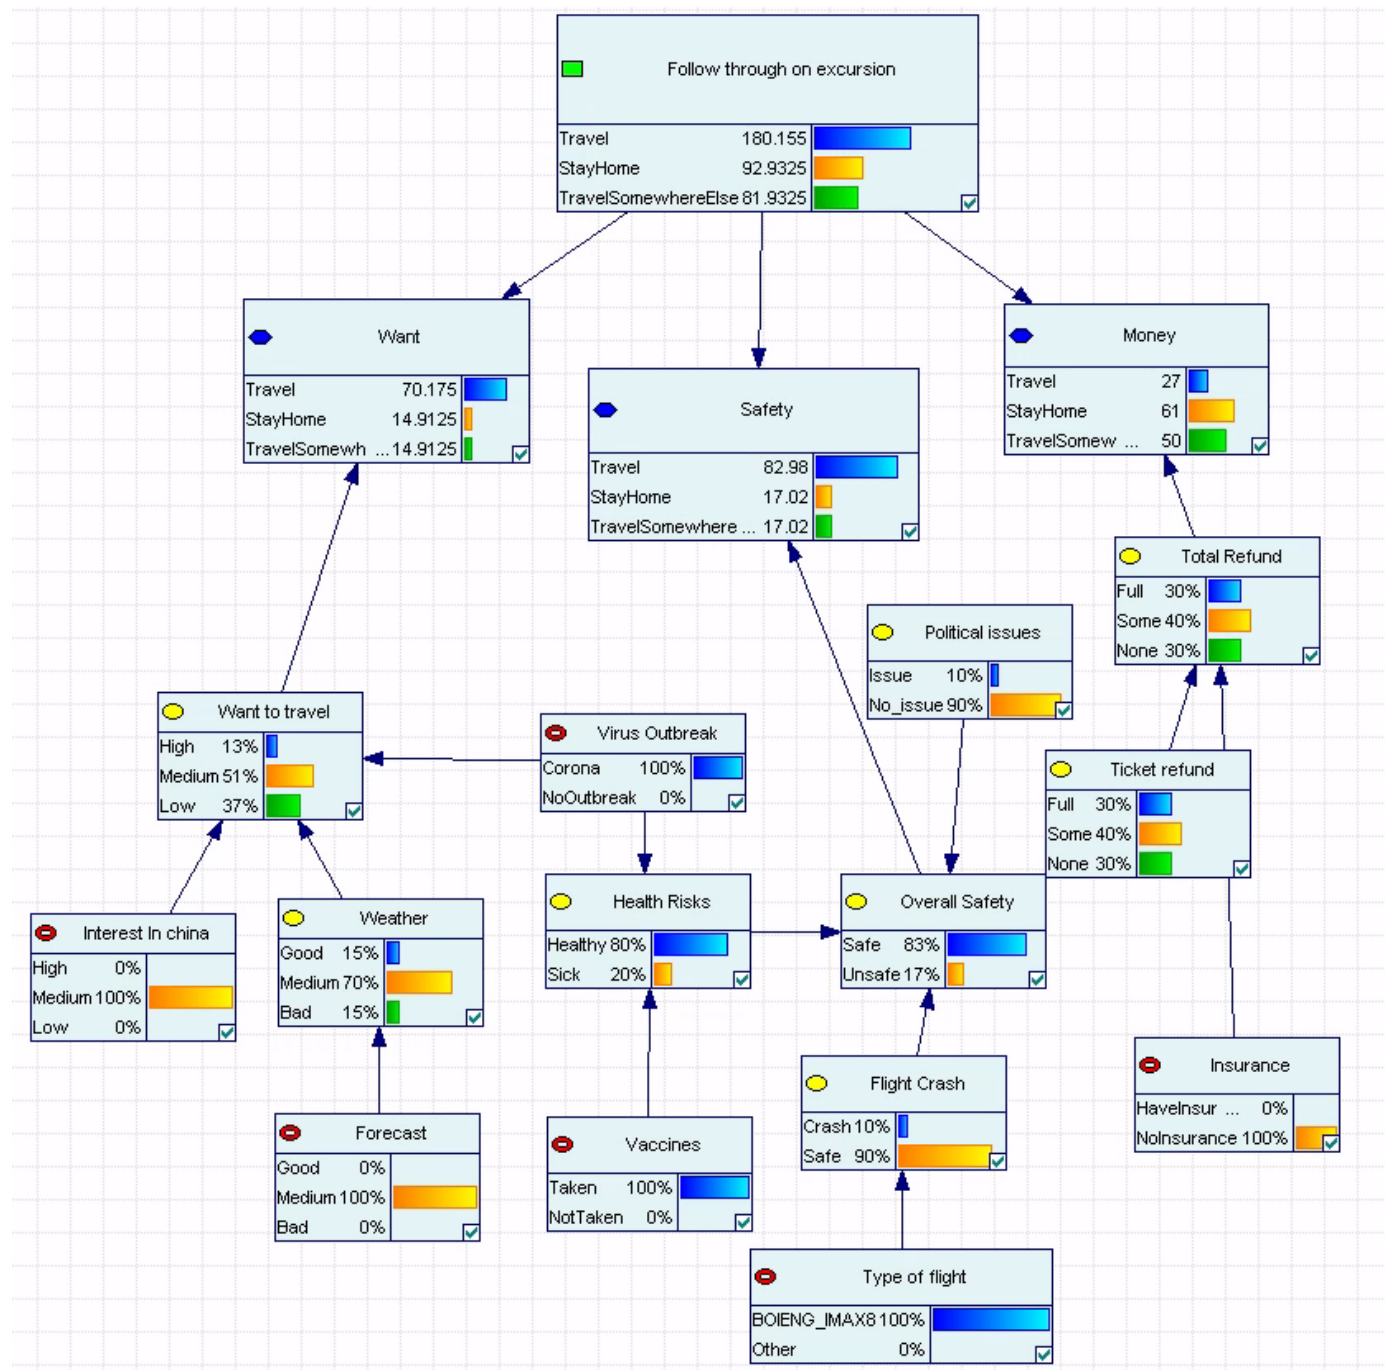 Follow through on excursion
Travel 180.155
StayHome 92.9325
TravelSomewhereElse 81.9325
Want
Travel 70.175
StayHome 14.9125
TravelSomewh ... 14.9125
Safety
Travel 82.98
StayHome 17.02
TravelSomewhere ... 17.02
Money
Travel 27
StayHome 61
TravelSomew ... 50
Total Refund
Full 30%
Some 40%
None 30%
Political issues
Issue 10%
No_issue 90%
Want to travel
High 13%
Medium 51%
Low 37%
Virus Outbreak
Corona 100%
NoOutbreak 0%
Ticket refund
Full 30%
Some 40%
None 30%
Health Risks
Healthy 80%
Sick 20%
Overall Safety
Safe 83%
Unsafe 17%
Interest In china
High 0%
Medium 100%
Low 0%
Weather
Good 15%
Medium 70%
Bad 15%
Flight Crash
Crash 10%
Safe 90%
Insurance
HaveInsur ... 0%
NoInsurance 100%
Forecast
Good 0%
Medium 100%
Bad 0%
Vaccines
Taken 100%
NotTaken 0%
Type of flight
BOIENG_IMAX8 100%
Other 0%